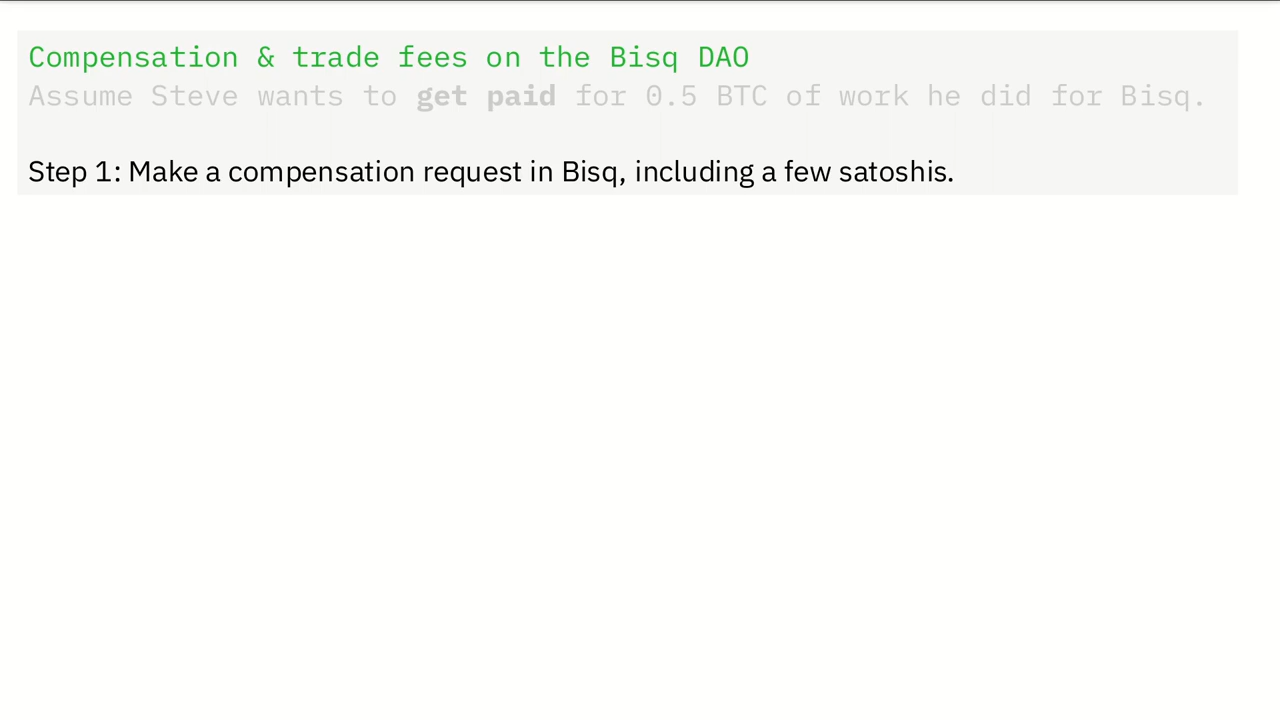 Compensation & trade fees on the Bisq DAO
Assume Steve wants to get paid for 0.5 BTC of work he did for Bisq.
Step 1: Make a compensation request in Bisq, including a few satoshis.